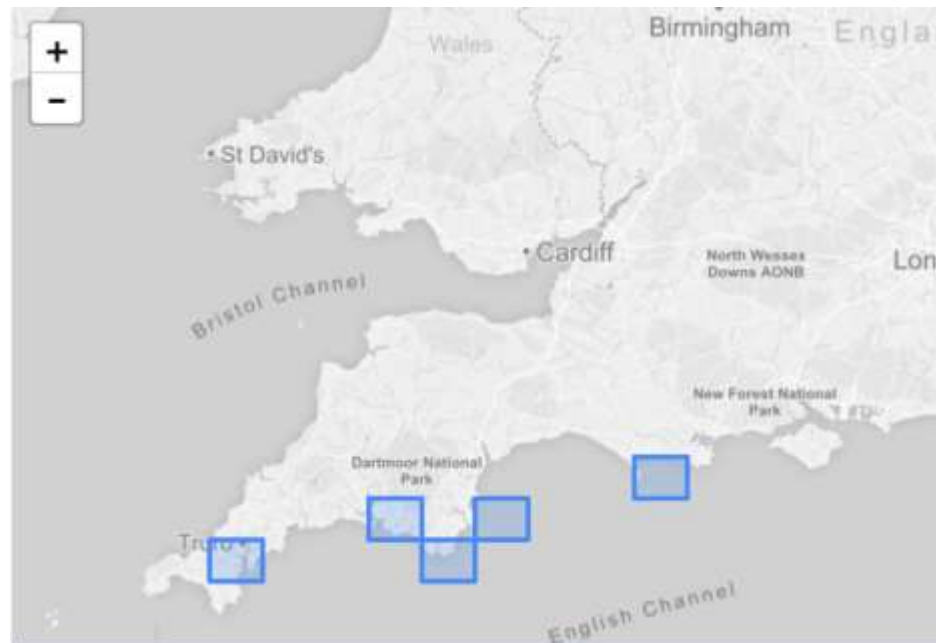 +
−
Birmingham
Wales
Engla
St David's
Cardiff
North Wessex
Downs AONB
Lon
Bristol Channel
New Forest National
Park
Dartmoor National
Park
Truro
English Channel